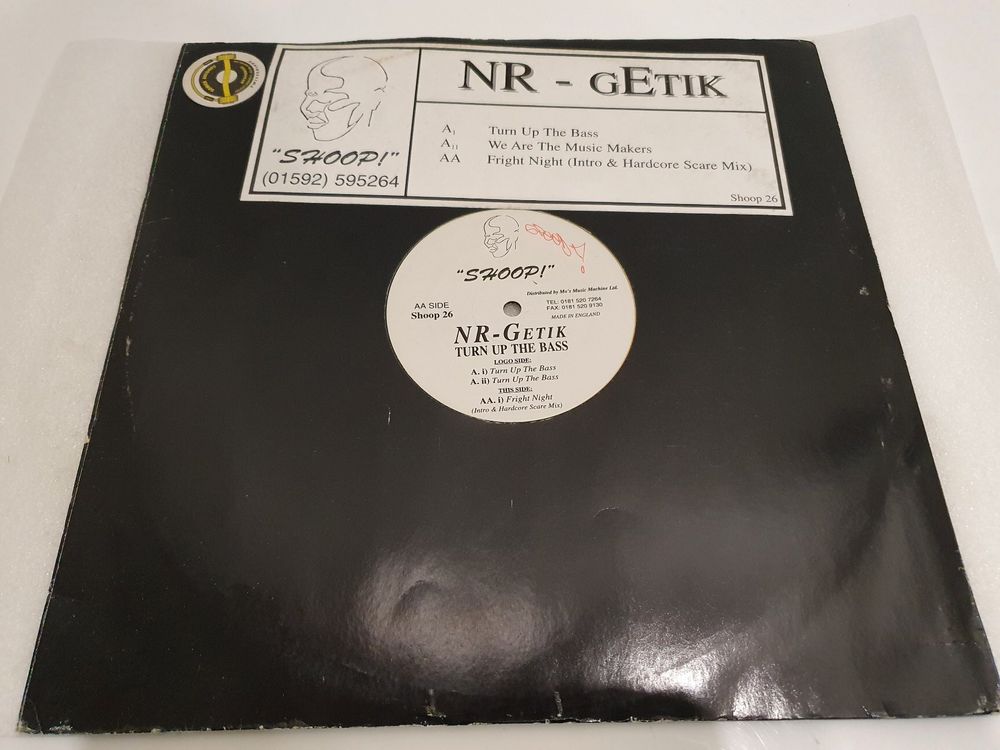 NR - GETIK
A1 Turn Up The Bass
A11 We Are The Music Makers
AA Fright Night (Intro & Hardcore Scare Mix)
"SHOOP!"
(01592) 595264
Shoop 26
"SHOOP!"
Distributed by Mo's Music Machine Ltd.
AA SIDE
Shoop 26
TEL: 0181 520 7264
FAX: 0181 520 9130
MADE IN ENGLAND
NR-GETIK
TURN UP THE BASS
LOGO SIDE:
A. i) Turn Up The Bass
A. ii) Turn Up The Bass
THIS SIDE:
AA. i) Fright Night
(Intro & Hardcore Scare Mix)